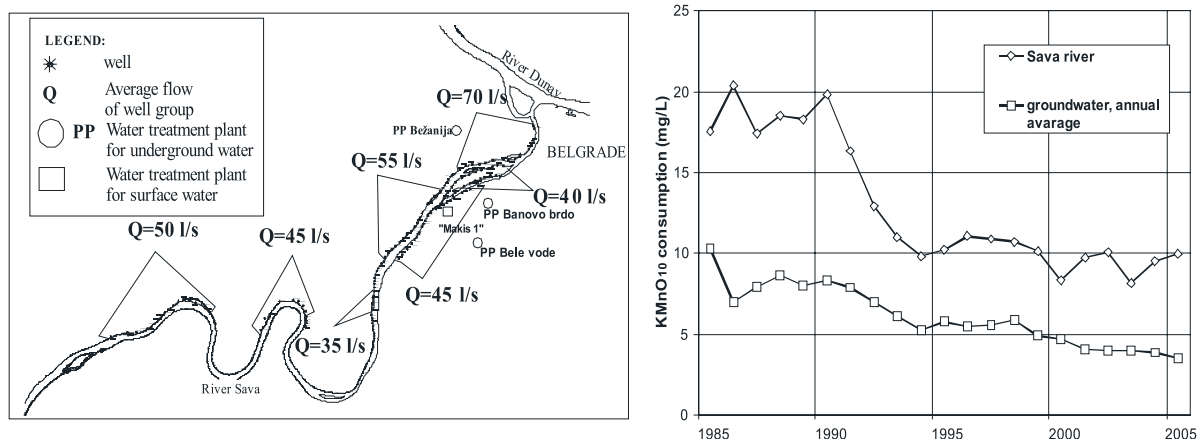 LEGEND:
well
Q
Average flow
of well group
PP
Water treatment plant
for underground water
Water treatment plant
for surface water
River Dunav
Q=70 l/s
PP Bežanija
BELGRADE
Q=55 l/s
Q=40 l/s
PP Banovo brdo
"Makis 1"
PP Bele vode
Q=50 l/s
Q=45 l/s
Q=45 l/s
Q=35 l/s
River Sava
KMnO10 consumption (mg/L)
25
20
15
10
5
0
Sava river
groundwater, annual
avarage
1985
1990
1995
2000
2005